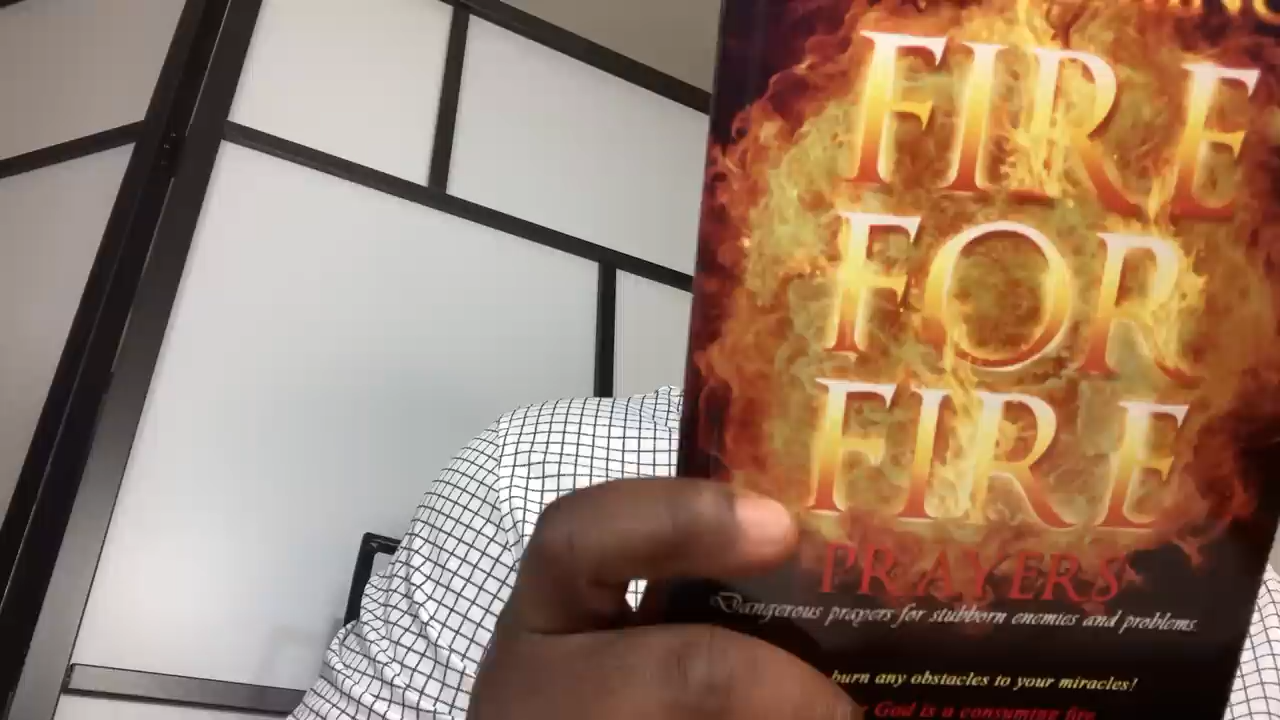 FIRE
FOR
FIRE
PRAYERS
Dangerous prayers for stubborn enemies and problems.
burn any obstacles to your miracles!
God is a consuming fire